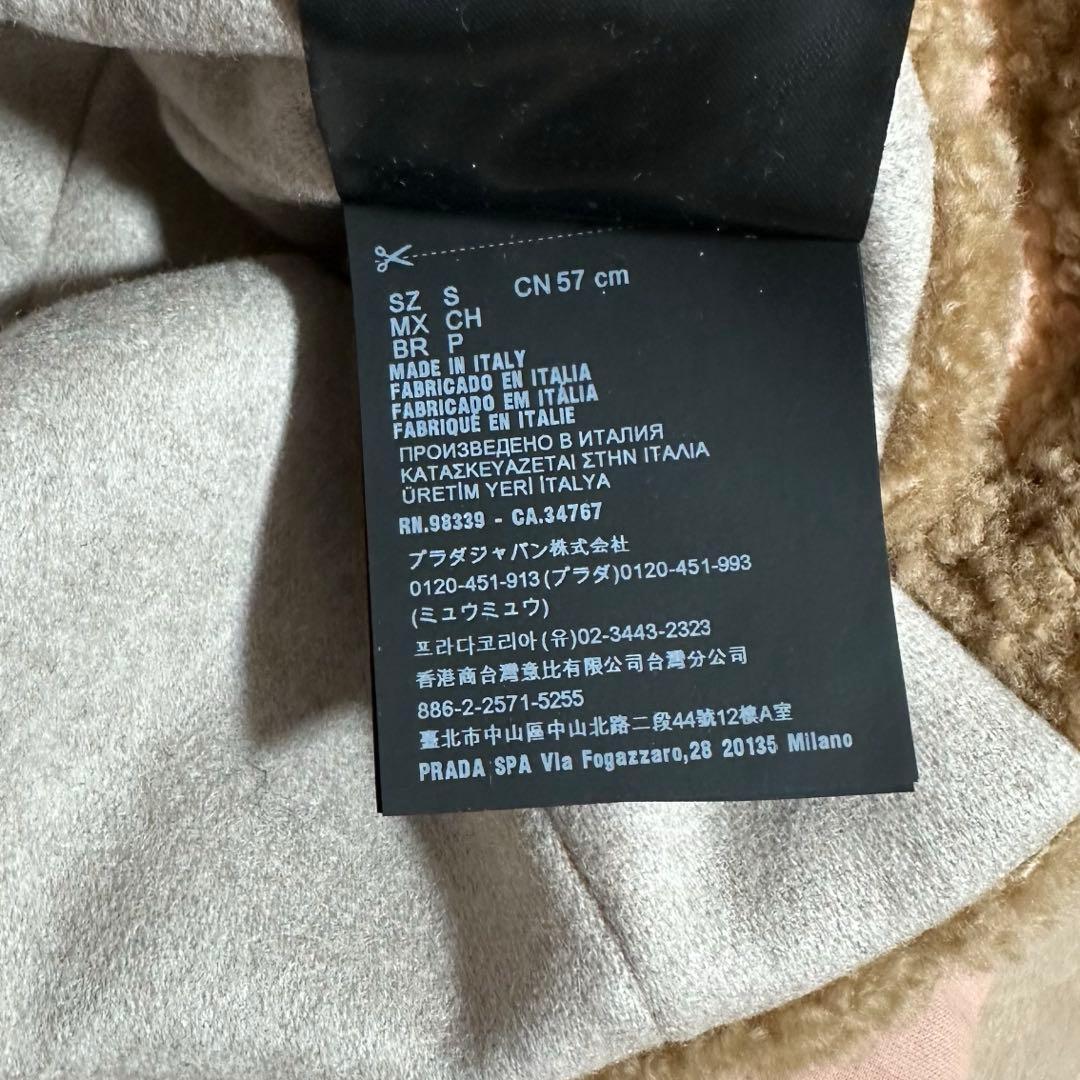 SZ S CN 57 cm
MX CH
BR P
MADE IN ITALY
FABRICADO EN ITALIA
FABRICADO EM ITÁLIA
FABRIQUÉ EN ITALIE
ПРОИЗВЕДЕНО В ИТАЛИЯ
ΚΑΤΑΣΚΕΥΑΖΕΤΑΙ ΣΤΗΝ ΙΤΑΛΙΑ
ÜRETİM YERİ İTALYA
RN.98339 - CA.34767
プラダジャパン株式会社
0120-451-913(プラダ)0120-451-993
(ミュウミュウ)
프라다코리아(유)02-3443-2323
香港商台灣意比有限公司台灣分公司
886-2-2571-5255
臺北市中山區中山北路二段44號12樓A室
PRADA SPA Via Fogazzaro,28 20135 Milano